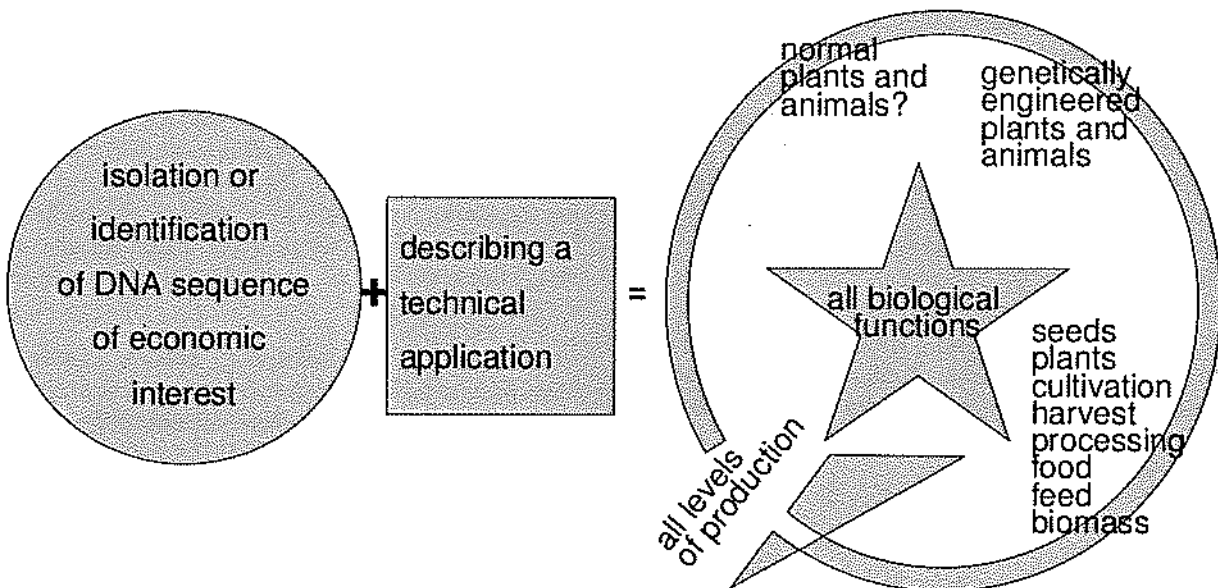 isolation or
identification
of DNA sequence
of economic
interest
+
describing a
technical
application
=
normal
plants and
animals?
genetically
engineered
plants and
animals
all biological
functions
seeds
plants
cultivation
harvest
processing
food
feed
biomass
all levels
of production